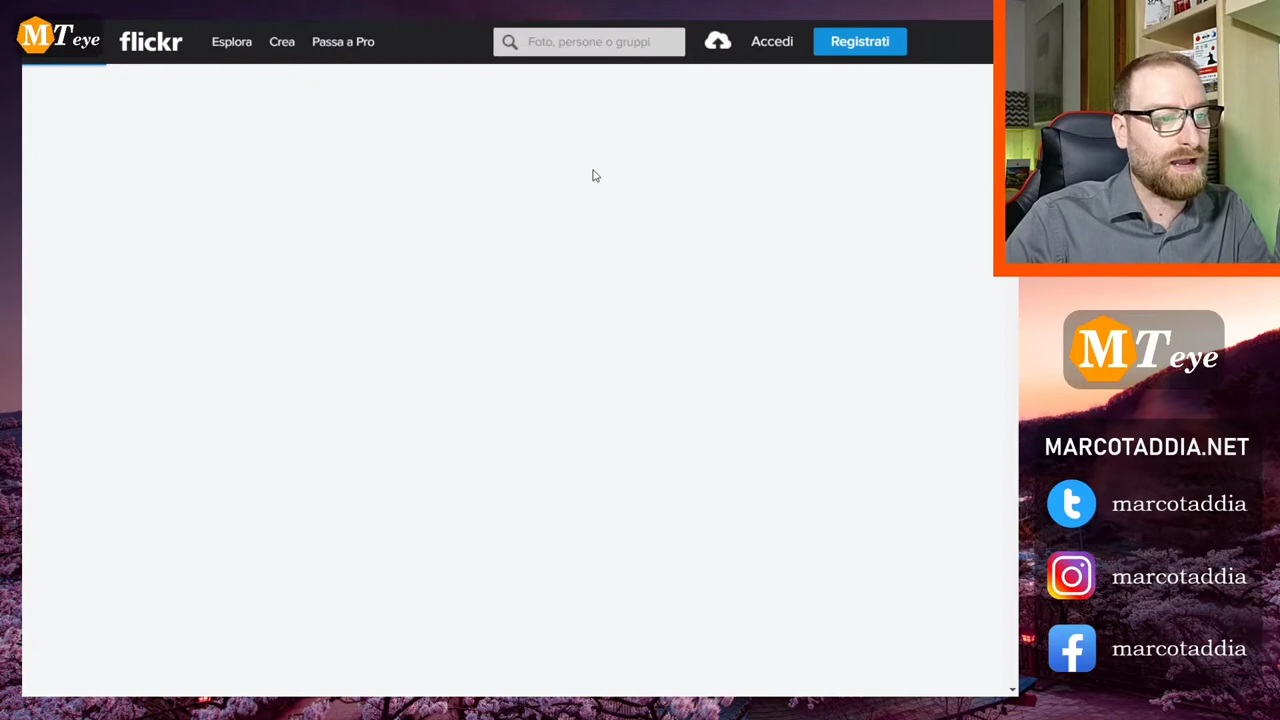 MT eye
flickr
Esplora
Crea
Passa a Pro
Foto, persone o gruppi
Accedi
Registrati
MT eye
MARCOTADDIA.NET
marcotaddia
marcotaddia
marcotaddia